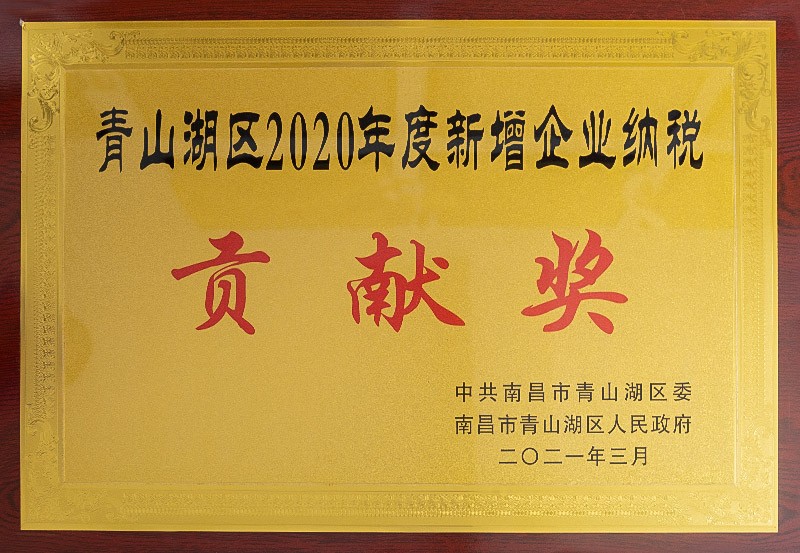 青山湖区2020年度新增企业纳税
贡献奖
中共南昌市青山湖区委
南昌市青山湖区人民政府
二〇二一年三月